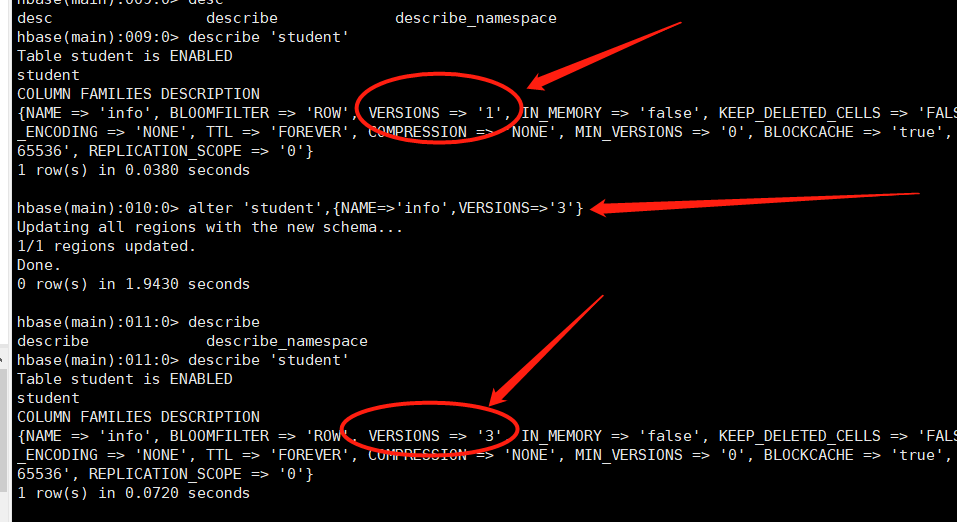 hbase(main):009:0> desc
desc describe describe_namespace
hbase(main):009:0> describe 'student'
Table student is ENABLED
student
COLUMN FAMILIES DESCRIPTION
{NAME => 'info', BLOOMFILTER => 'ROW', VERSIONS => '1', IN_MEMORY => 'false', KEEP_DELETED_CELLS => 'FALS
_ENCODING => 'NONE', TTL => 'FOREVER', COMPRESSION => 'NONE', MIN_VERSIONS => '0', BLOCKCACHE => 'true',
65536', REPLICATION_SCOPE => '0'}
1 row(s) in 0.0380 seconds
hbase(main):010:0> alter 'student',{NAME=>'info',VERSIONS=>'3'}
Updating all regions with the new schema...
1/1 regions updated.
Done.
0 row(s) in 1.9430 seconds
hbase(main):011:0> describe
describe describe_namespace
hbase(main):011:0> describe 'student'
Table student is ENABLED
student
COLUMN FAMILIES DESCRIPTION
{NAME => 'info', BLOOMFILTER => 'ROW', VERSIONS => '3', IN_MEMORY => 'false', KEEP_DELETED_CELLS => 'FALS
_ENCODING => 'NONE', TTL => 'FOREVER', COMPRESSION => 'NONE', MIN_VERSIONS => '0', BLOCKCACHE => 'true',
65536', REPLICATION_SCOPE => '0'}
1 row(s) in 0.0720 seconds